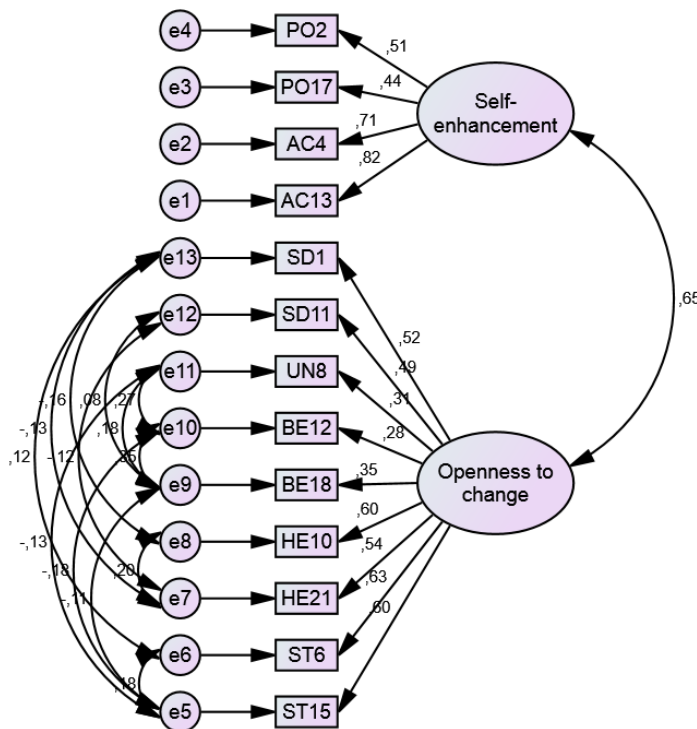 e4
PO2
,51
e3
PO17
,44
Self-
enhancement
e2
AC4
,71
e1
AC13
,82
e13
SD1
,65
e12
SD11
,52
e11
UN8
,49
-,16
,08
,27
,31
-,13
,18
e10
BE12
,28
,12
-,12
,35
e9
BE18
,35
Openness to
change
e8
HE10
,60
-,13
,54
-,18
,20
e7
HE21
,63
-,11
,60
e6
ST6
,18
e5
ST15